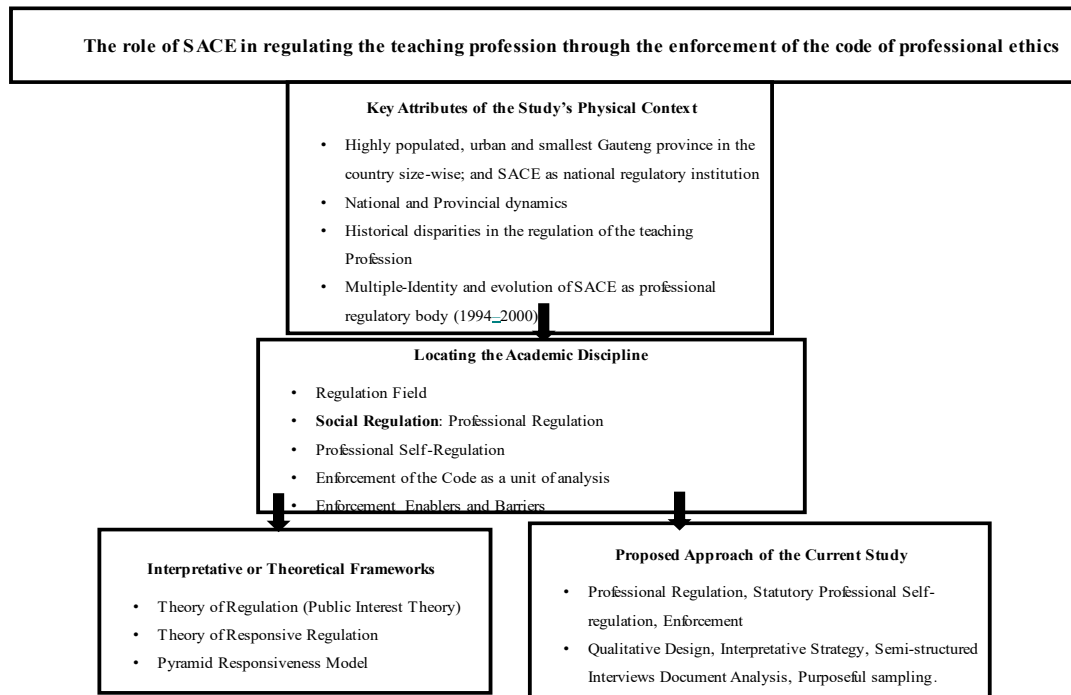 The role of SACE in regulating the teaching profession through the enforcement of the code of professional ethics
Key Attributes of the Study's Physical Context
• Highly populated, urban and smallest Gauteng province in the
country size-wise; and SACE as national regulatory institution
• National and Provincial dynamics
• Historical disparities in the regulation of the teaching
Profession
• Multiple-Identity and evolution of SACE as professional
regulatory body (1994–2000)
Locating the Academic Discipline
• Regulation Field
• Social Regulation: Professional Regulation
• Professional Self-Regulation
• Enforcement of the Code as a unit of analysis
• Enforcement Enablers and Barriers
Interpretative or Theoretical Frameworks
• Theory of Regulation (Public Interest Theory)
• Theory of Responsive Regulation
• Pyramid Responsiveness Model
Proposed Approach of the Current Study
• Professional Regulation, Statutory Professional Self-
regulation, Enforcement
• Qualitative Design, Interpretative Strategy, Semi-structured
Interviews Document Analysis, Purposeful sampling.